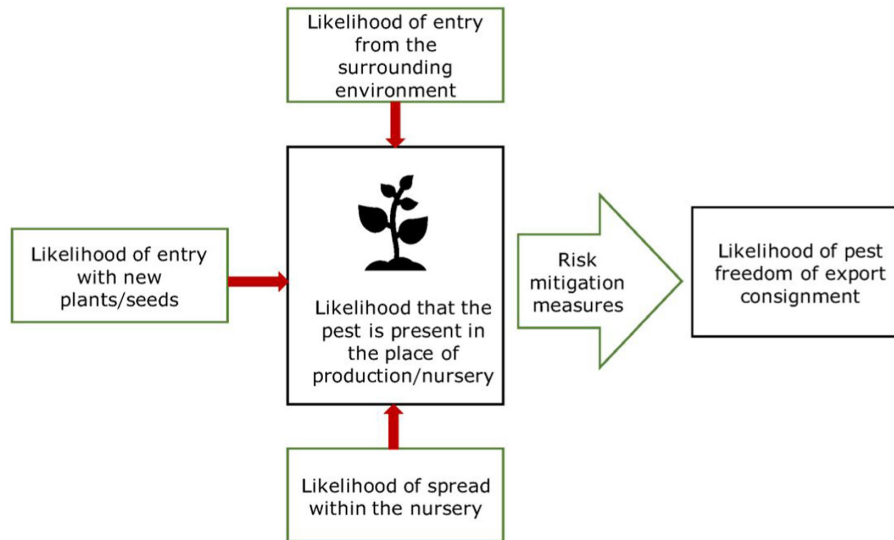 Likelihood of entry
from the
surrounding
environment
Likelihood of entry
with new
plants/seeds
Likelihood that the
pest is present in
the place of
production/nursery
Risk
mitigation
measures
Likelihood of pest
freedom of export
consignment
Likelihood of spread
within the nursery